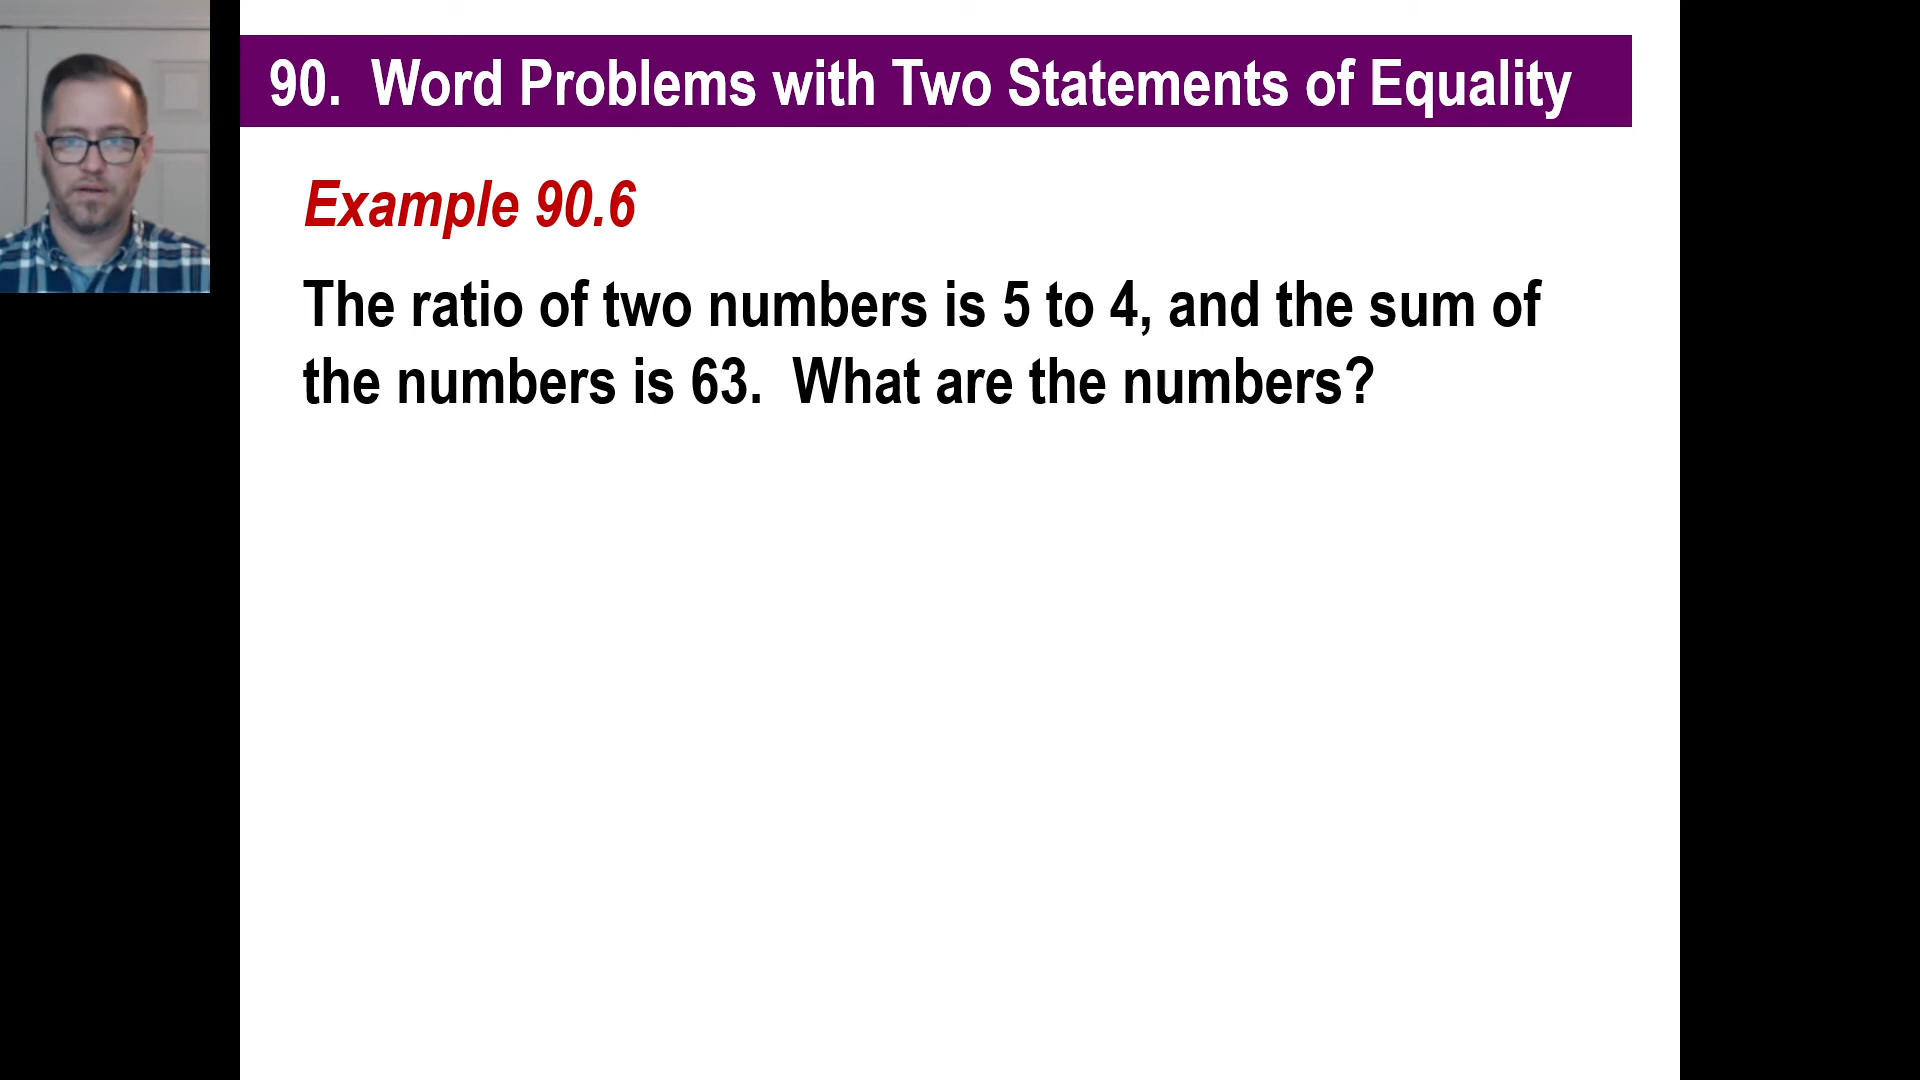 90.  Word Problems with Two Statements of Equality
Example 90.6
The ratio of two numbers is 5 to 4, and the sum of
the numbers is 63.  What are the numbers?